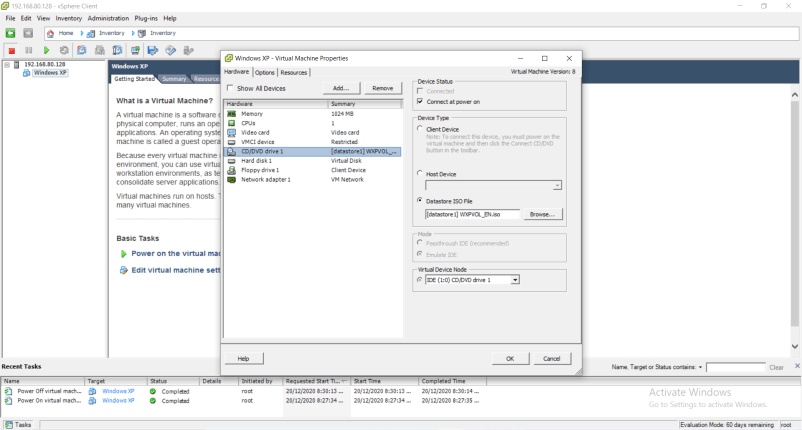 192.168.80.128 - vSphere Client
File Edit View Inventory Administration Plug-ins Help
Home Inventory Inventory
192.168.80.128
Windows XP
Windows XP
Getting Started Summary Resource
What is a Virtual Machine?
A virtual machine is a software c
physical computer, runs an ope
applications. An operating syste
machine is called a guest opera
Because every virtual machine i
environment, you can use virtua
workstation environments, as te
consolidate server applications
Virtual machines run on hosts. T
many virtual machines.
Basic Tasks
Power on the virtual mac
Edit virtual machine sett
Windows XP - Virtual Machine Properties
Hardware Options Resources
Virtual Machine Version: 8
Show All Devices
Add...
Remove
Hardware Summary
Memory 1024 MB
CPUs 1
Video card Video card
VMCI device Restricted
CD/DVD drive 1 [datastore1] WXPVOL_...
Hard disk 1 Virtual Disk
Floppy drive 1 Client Device
Network adapter 1 VM Network
Device Status
Connected
Connect at power on
Device Type
Client Device
Note: To connect this device, you must power on the
virtual machine and then click the Connect CD/DVD
button in the toolbar.
Host Device
Datastore ISO File
[datastore1] WXPVOL_EN.iso
Browse...
Mode
Passthrough IDE (recommended)
Emulate IDE
Virtual Device Node
IDE (1:0) CD/DVD drive 1
Help
OK
Cancel
Recent Tasks
Name, Target or Status contains:
Clear
Name Target Status Details Initiated by Requested Start Ti... Start Time Completed Time
Power Off virtual mach... Windows XP Completed root 20/12/2020 8:30:13 ... 20/12/2020 8:30:13 ... 20/12/2020 8:30:14 ...
Power On virtual mach... Windows XP Completed root 20/12/2020 8:27:34 ... 20/12/2020 8:27:34 ... 20/12/2020 8:27:35 ...
Activate Windows
Go to Settings to activate Windows.
Tasks
Evaluation Mode: 60 days remaining root